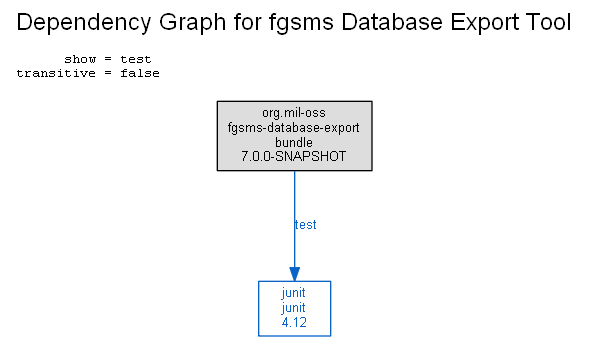 Dependency Graph for fgsms Database Export Tool
show = test
transitive = false
org.mil-oss
fgsms-database-export
bundle
7.0.0-SNAPSHOT
test
junit
junit
4.12